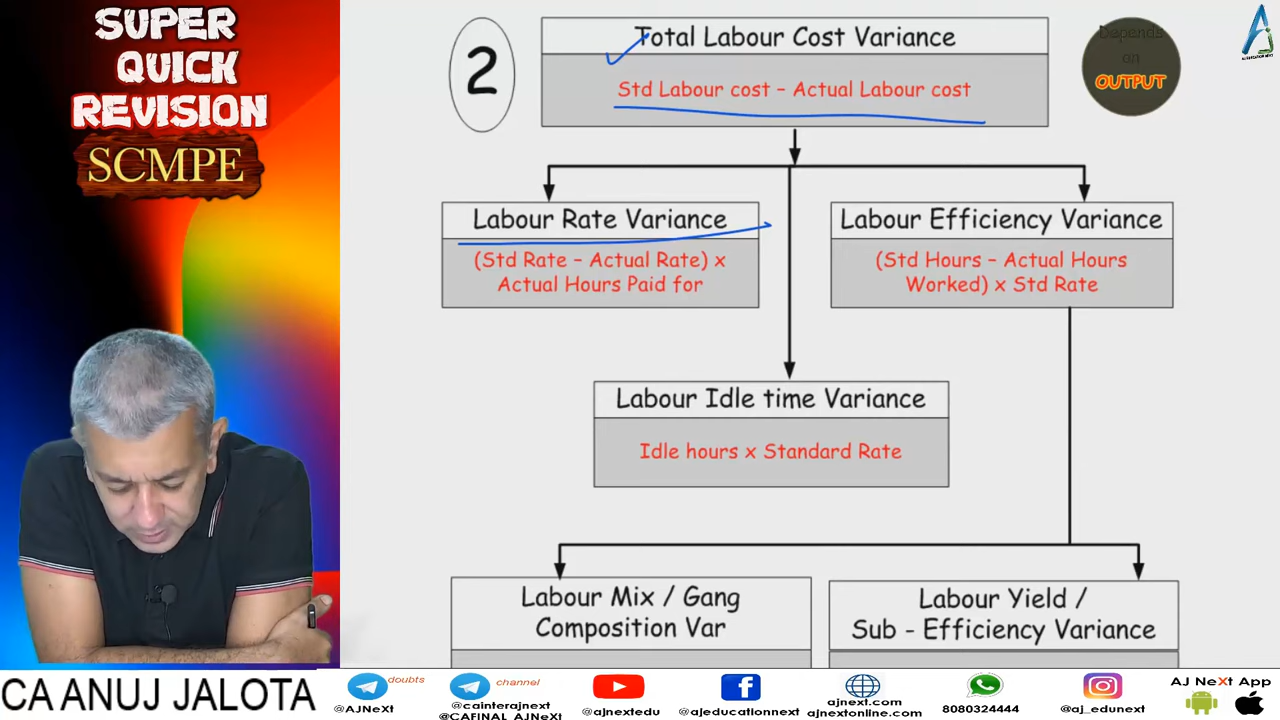 SUPER
QUICK
REVISION
SCMPE
2
Total Labour Cost Variance
Std Labour cost – Actual Labour cost
Depends
on
OUTPUT
Labour Rate Variance
(Std Rate – Actual Rate) x
Actual Hours Paid for
Labour Efficiency Variance
(Std Hours – Actual Hours
Worked) x Std Rate
Labour Idle time Variance
Idle hours x Standard Rate
Labour Mix / Gang
Composition Var
Labour Yield /
Sub - Efficiency Variance
CA ANUJ JALOTA
doubts
@AJNeXt
channel
@cainterajnext
@CAFINAL_AJNeXt
@ajnextedu
@ajeducationnext
ajnext.com
ajnextonline.com
8080324444
@aj_edunext
AJ NeXt App